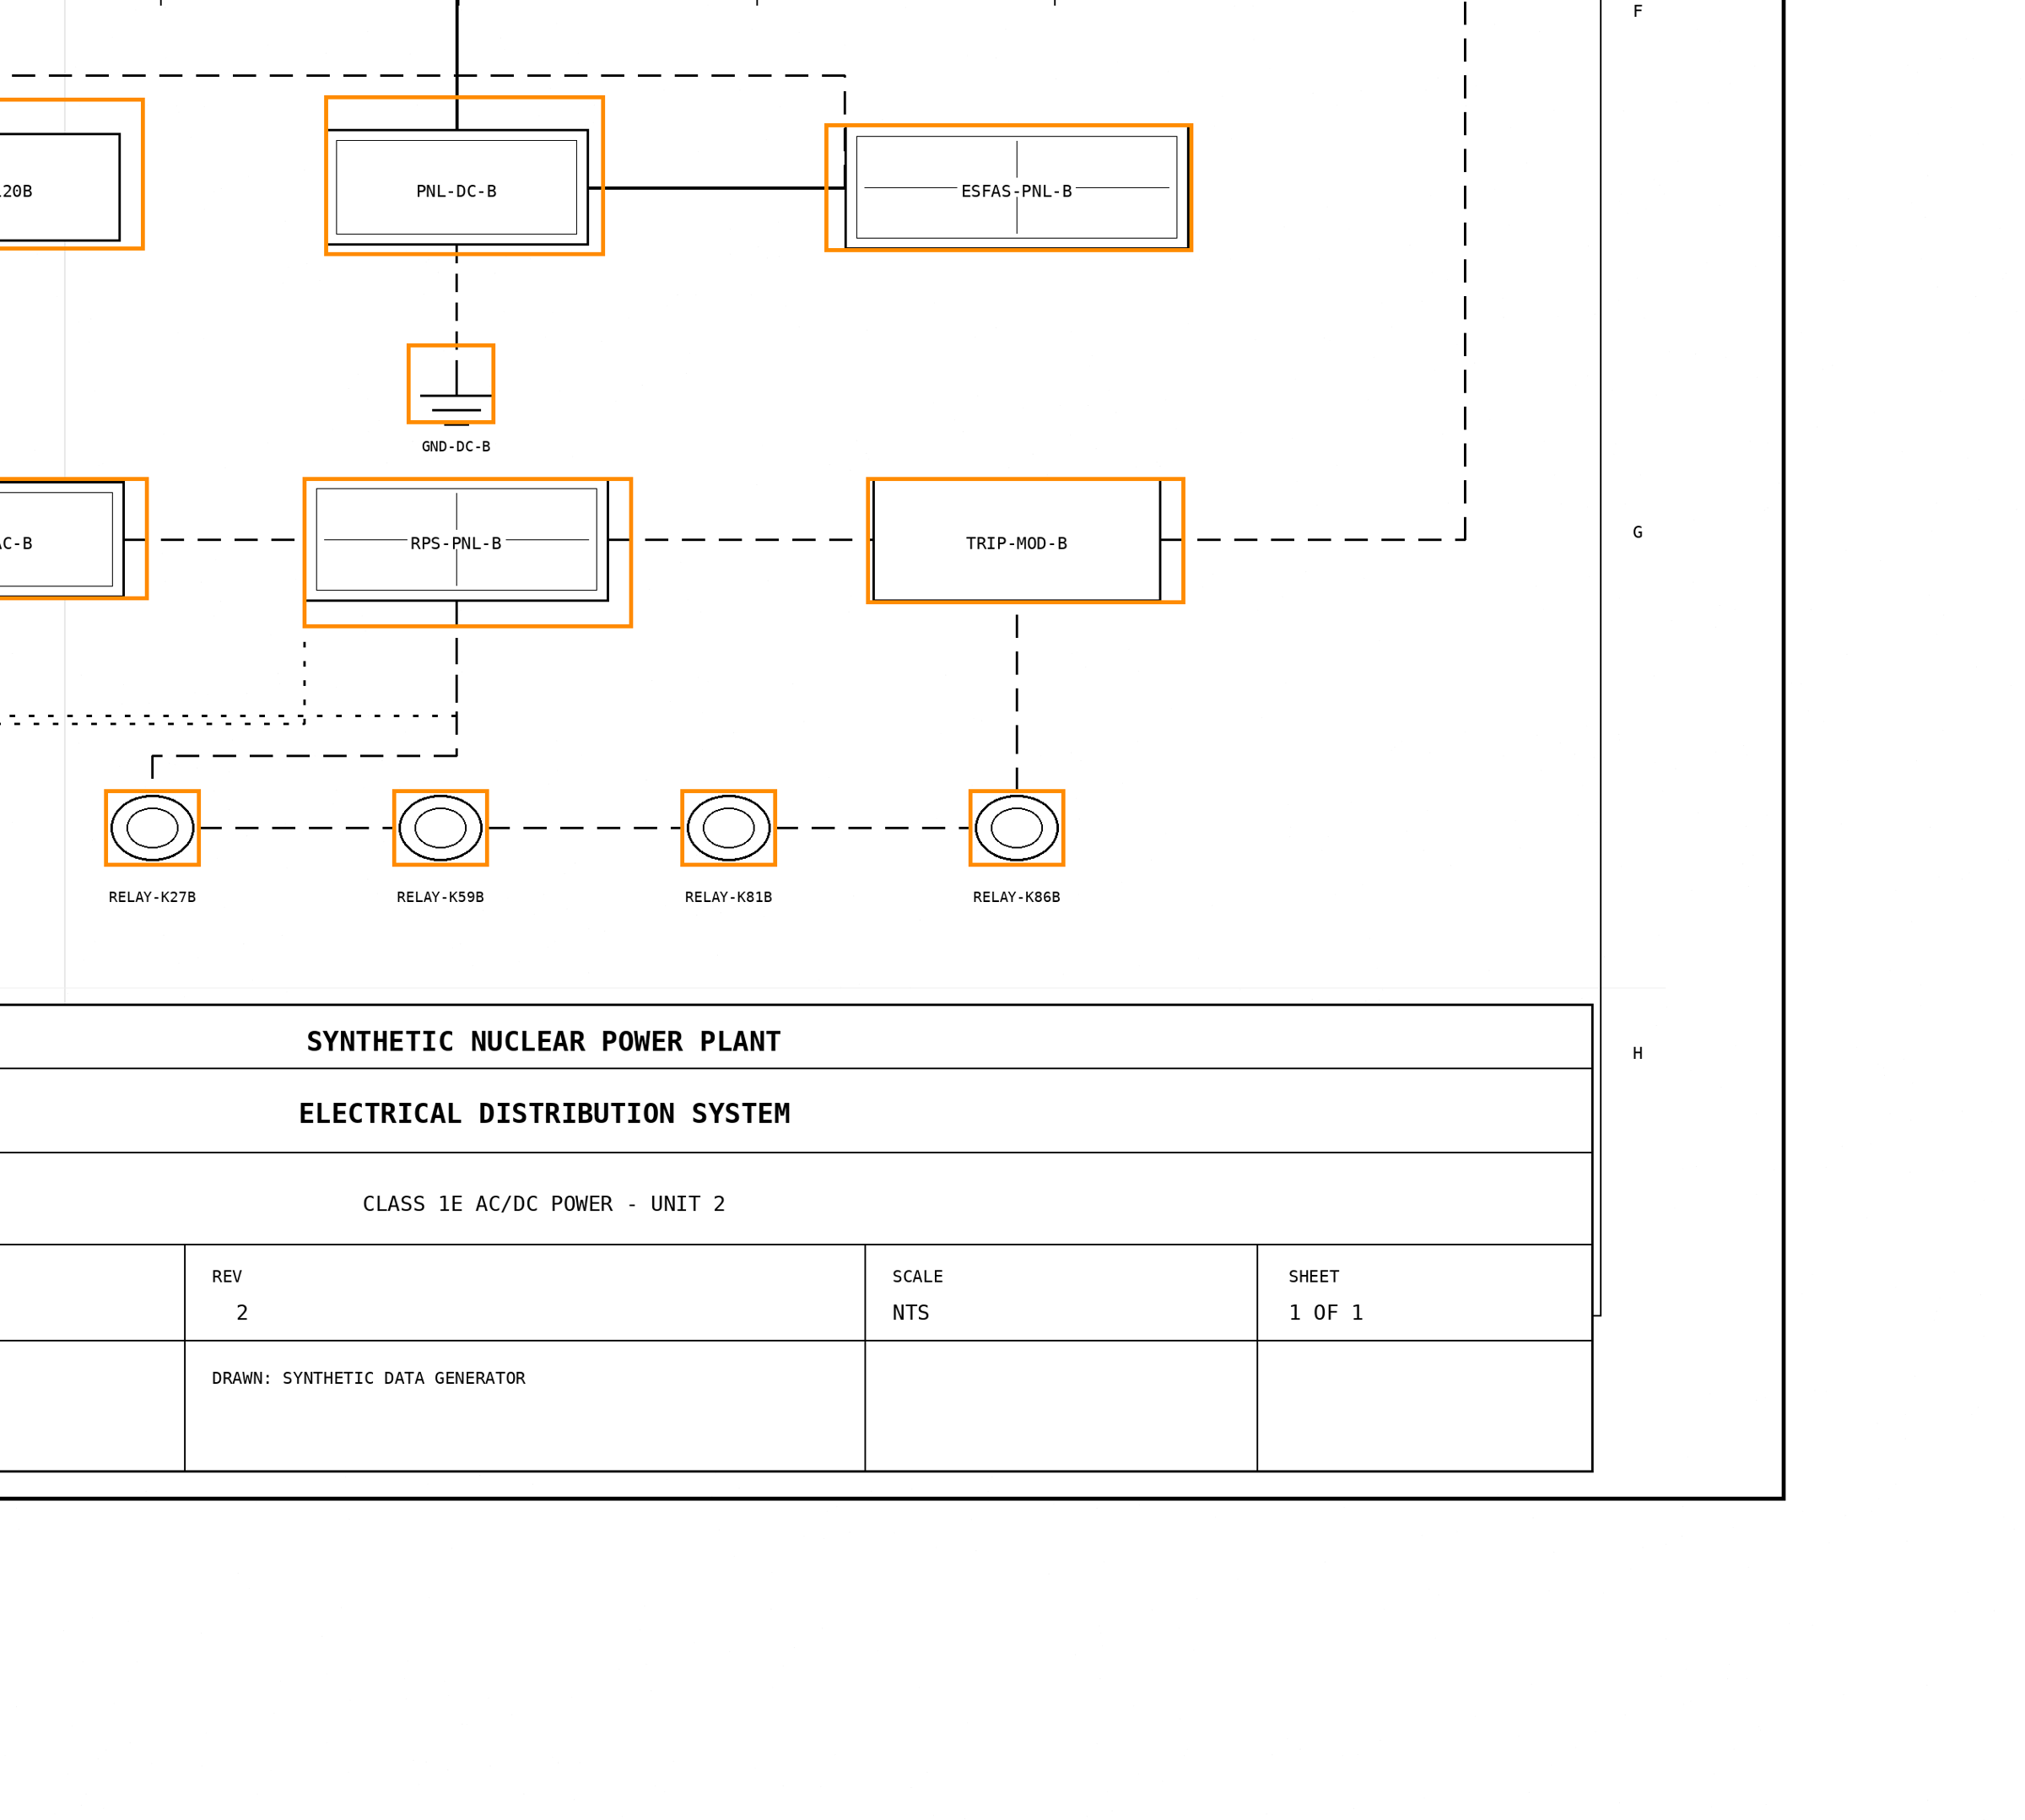 F
20B
PNL-DC-B
ESFAS-PNL-B
GND-DC-B
C-B
RPS-PNL-B
TRIP-MOD-B
G
RELAY-K27B
RELAY-K59B
RELAY-K81B
RELAY-K86B
SYNTHETIC NUCLEAR POWER PLANT
H
ELECTRICAL DISTRIBUTION SYSTEM
CLASS 1E AC/DC POWER - UNIT 2
REV
SCALE
SHEET
2
NTS
1 OF 1
DRAWN: SYNTHETIC DATA GENERATOR